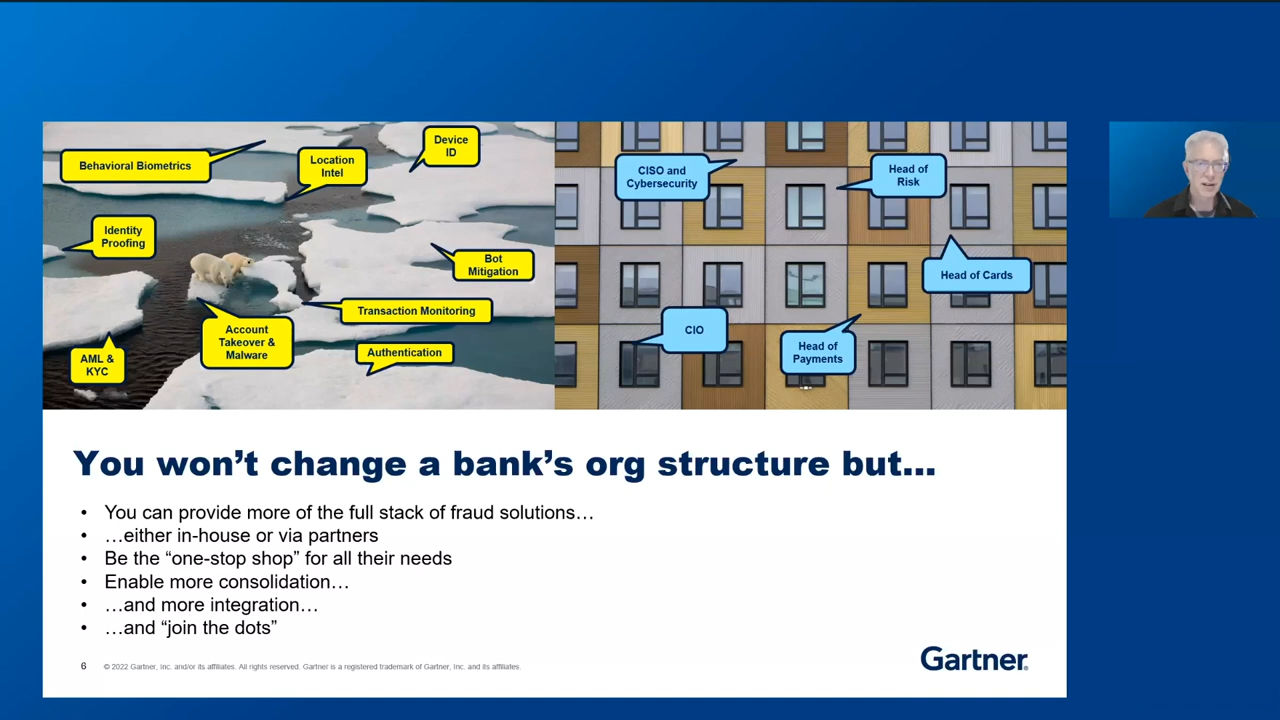 Behavioral Biometrics
Location
Intel
Device
ID
Identity
Proofing
Bot
Mitigation
Transaction Monitoring
Account
Takeover &
Malware
Authentication
AML &
KYC
CISO and
Cybersecurity
Head of
Risk
Head of Cards
CIO
Head of
Payments
You won’t change a bank’s org structure but…
• You can provide more of the full stack of fraud solutions…
• …either in-house or via partners
• Be the “one-stop shop” for all their needs
• Enable more consolidation…
• …and more integration…
• …and “join the dots”
6 © 2022 Gartner, Inc. and/or its affiliates. All rights reserved. Gartner is a registered trademark of Gartner, Inc. and its affiliates.
Gartner®